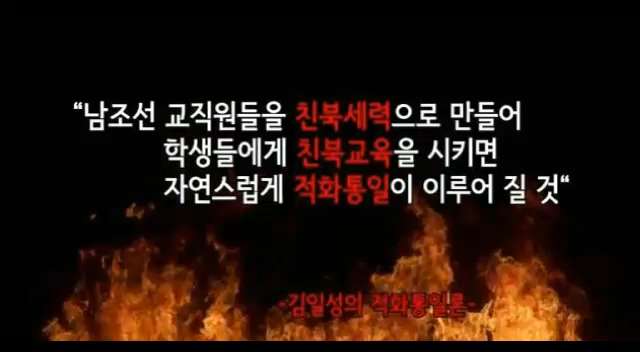 “남조선 교직원들을 친북세력으로 만들어
학생들에게 친북교육을 시키면
자연스럽게 적화통일이 이루어 질 것“
-김일성의 적화통일론-